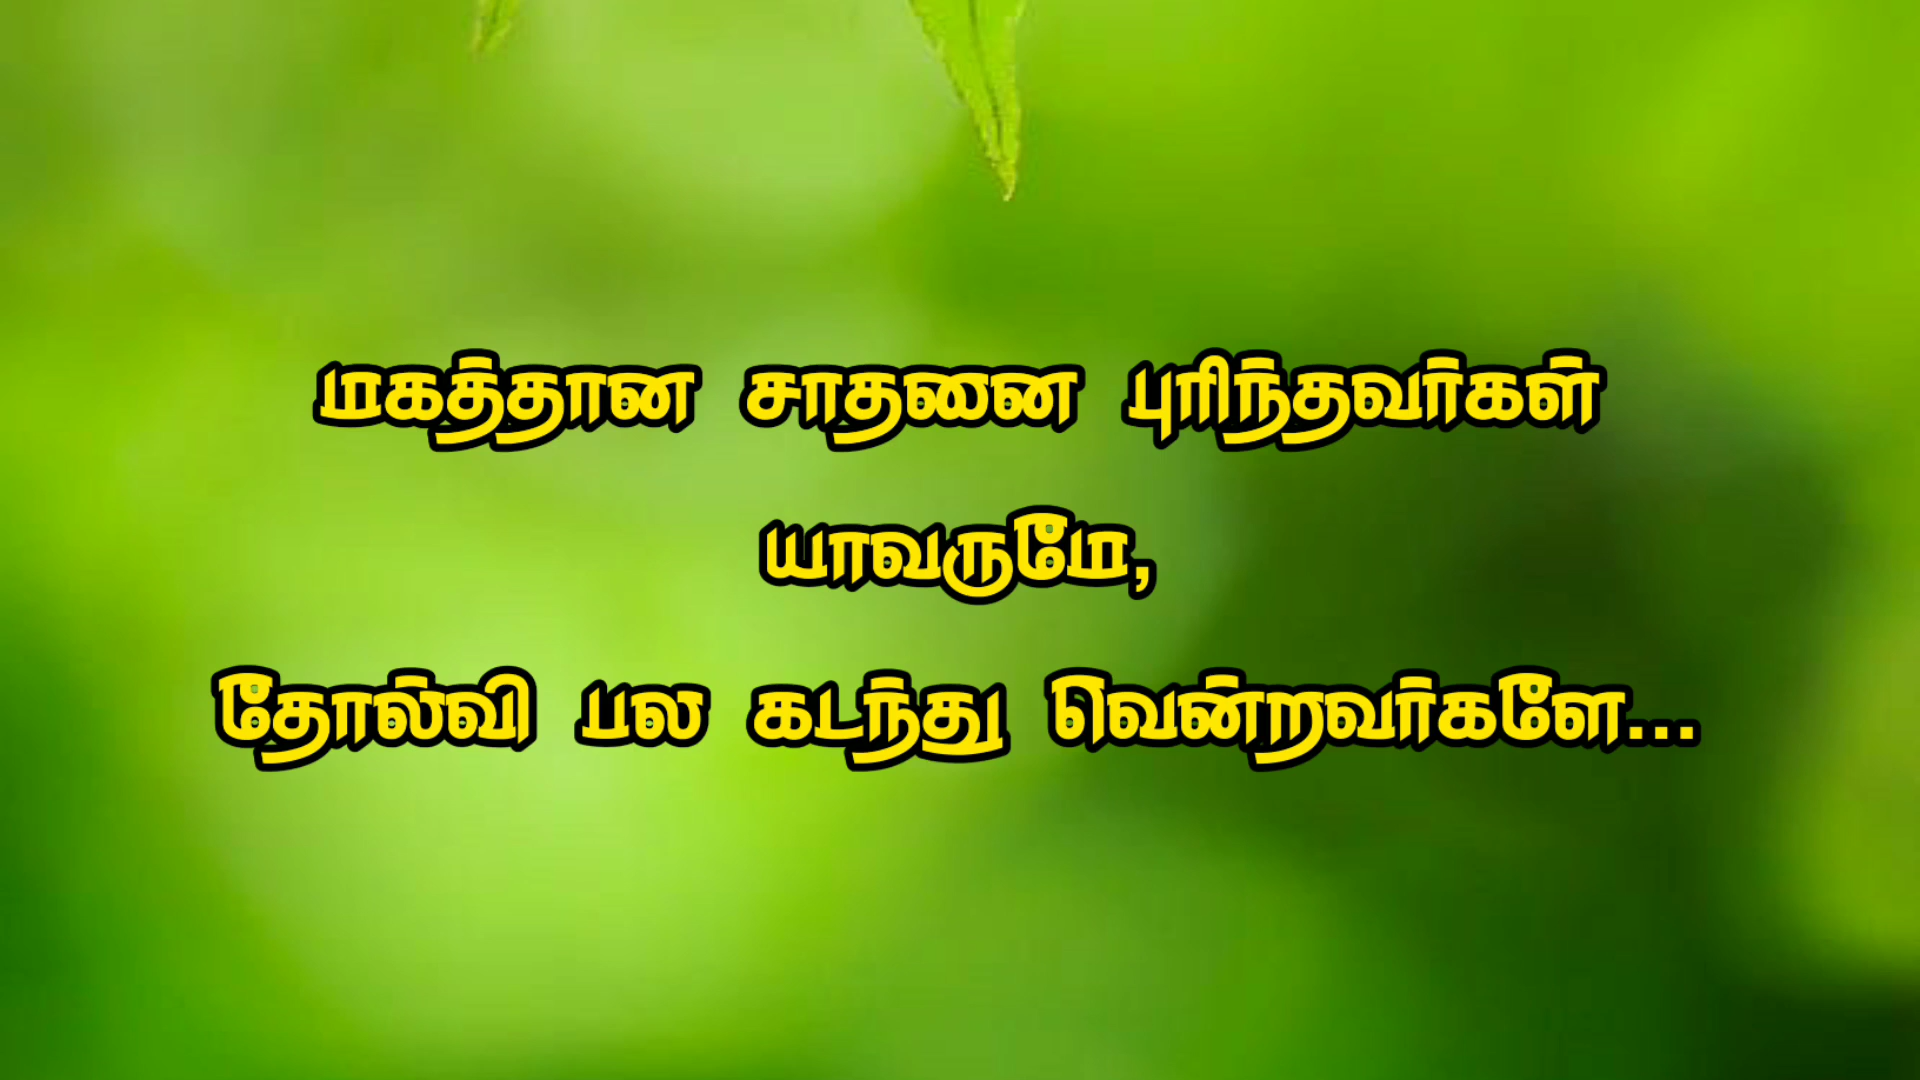 மகத்தான சாதனை புரிந்தவர்கள்
யாவருமே,
தோல்வி பல கடந்து வென்றவர்களே...